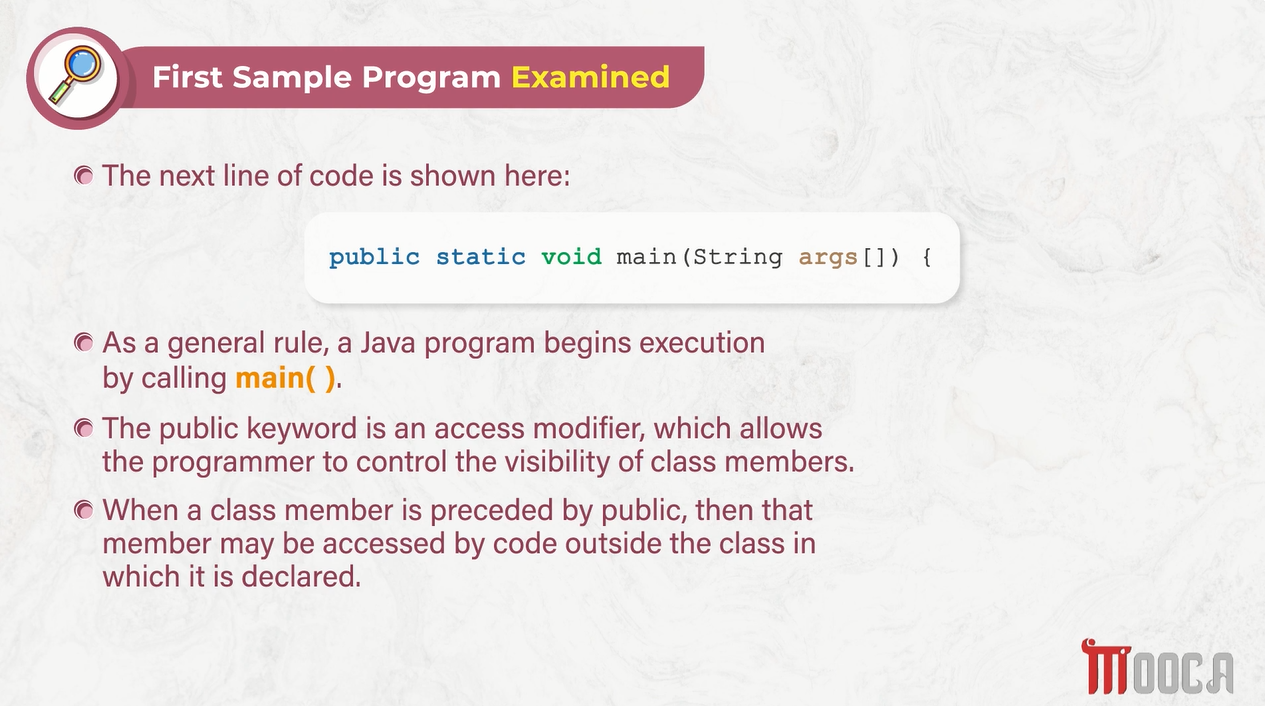 First Sample Program Examined
The next line of code is shown here:
public static void main(String args[]) {
As a general rule, a Java program begins execution
by calling main( ).
The public keyword is an access modifier, which allows
the programmer to control the visibility of class members.
When a class member is preceded by public, then that
member may be accessed by code outside the class in
which it is declared.
MOOCA